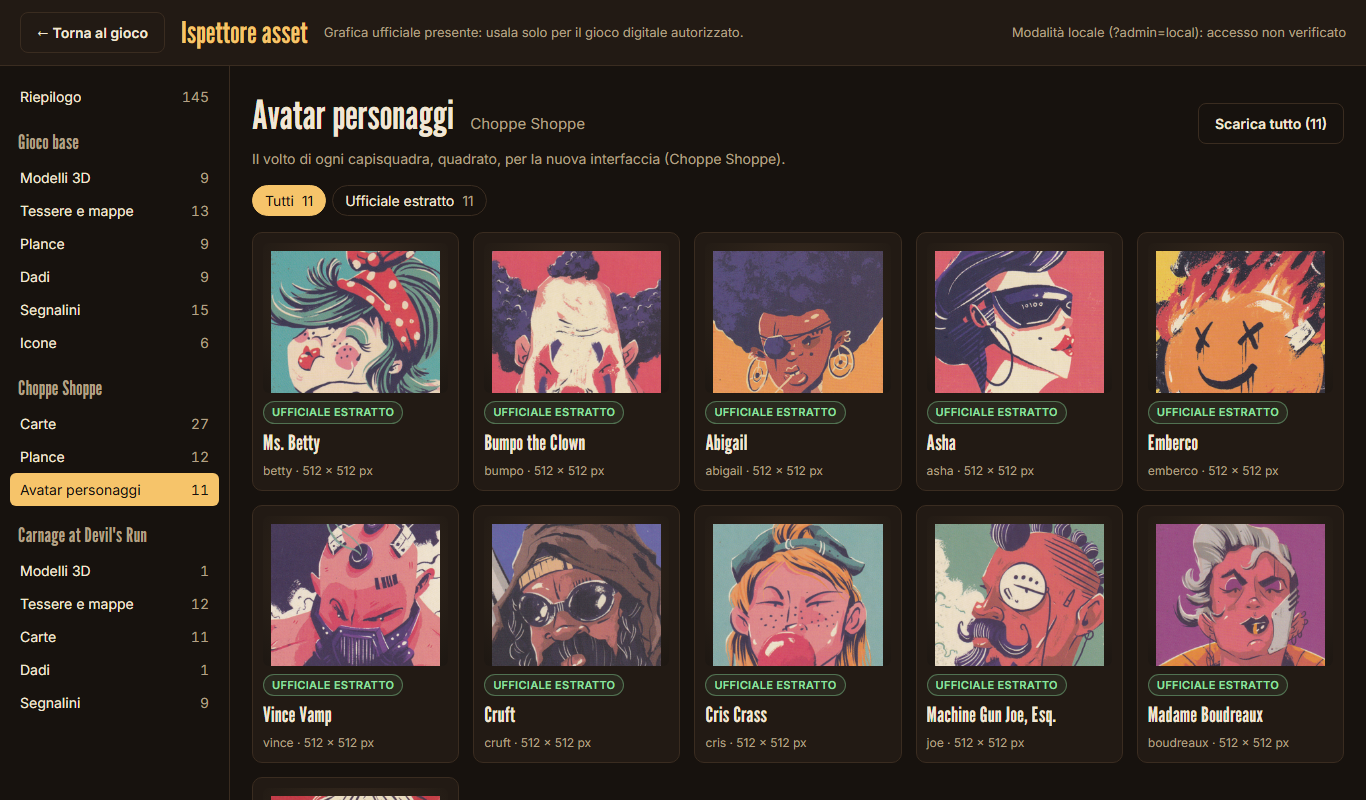 ← Torna al gioco
Ispettore asset
Grafica ufficiale presente: usala solo per il gioco digitale autorizzato.
Modalità locale (?admin=local): accesso non verificato
Riepilogo 145
Gioco base
Modelli 3D 9
Tessere e mappe 13
Plance 9
Dadi 9
Segnalini 15
Icone 6
Choppe Shoppe
Carte 27
Plance 12
Avatar personaggi 11
Carnage at Devil's Run
Modelli 3D 1
Tessere e mappe 12
Carte 11
Dadi 1
Segnalini 9
Avatar personaggi Choppe Shoppe
Scarica tutto (11)
Il volto di ogni capisquadra, quadrato, per la nuova interfaccia (Choppe Shoppe).
Tutti 11
Ufficiale estratto 11
UFFICIALE ESTRATTO
Ms. Betty
betty · 512 × 512 px
UFFICIALE ESTRATTO
Bumpo the Clown
bumpo · 512 × 512 px
UFFICIALE ESTRATTO
Abigail
abigail · 512 × 512 px
UFFICIALE ESTRATTO
Asha
asha · 512 × 512 px
UFFICIALE ESTRATTO
Emberco
emberco · 512 × 512 px
UFFICIALE ESTRATTO
Vince Vamp
vince · 512 × 512 px
UFFICIALE ESTRATTO
Cruft
cruft · 512 × 512 px
UFFICIALE ESTRATTO
Cris Crass
cris · 512 × 512 px
UFFICIALE ESTRATTO
Machine Gun Joe, Esq.
joe · 512 × 512 px
UFFICIALE ESTRATTO
Madame Boudreaux
boudreaux · 512 × 512 px